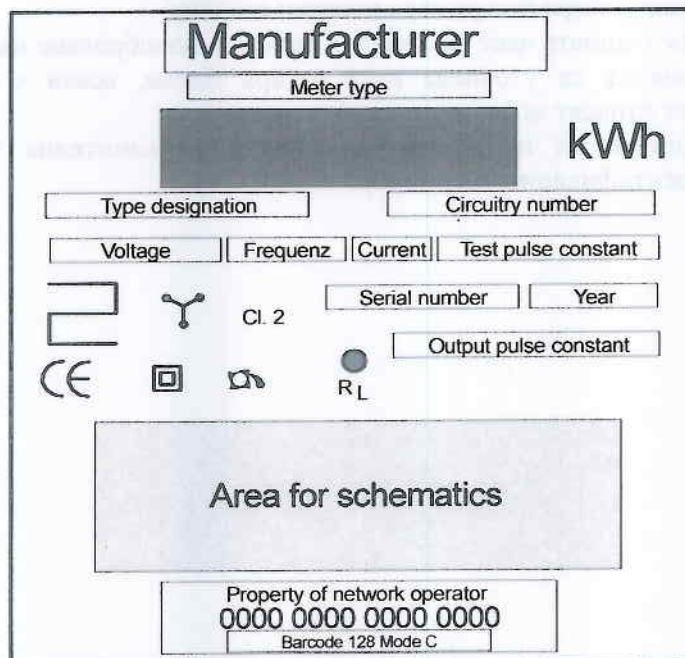 Manufacturer
Meter type
kWh
Type designation Circuitry number
Voltage Frequenz Current Test pulse constant
Serial number Year
Cl. 2
Output pulse constant
CE
R L
Area for schematics
Property of network operator
0000 0000 0000 0000
Barcode 128 Mode C